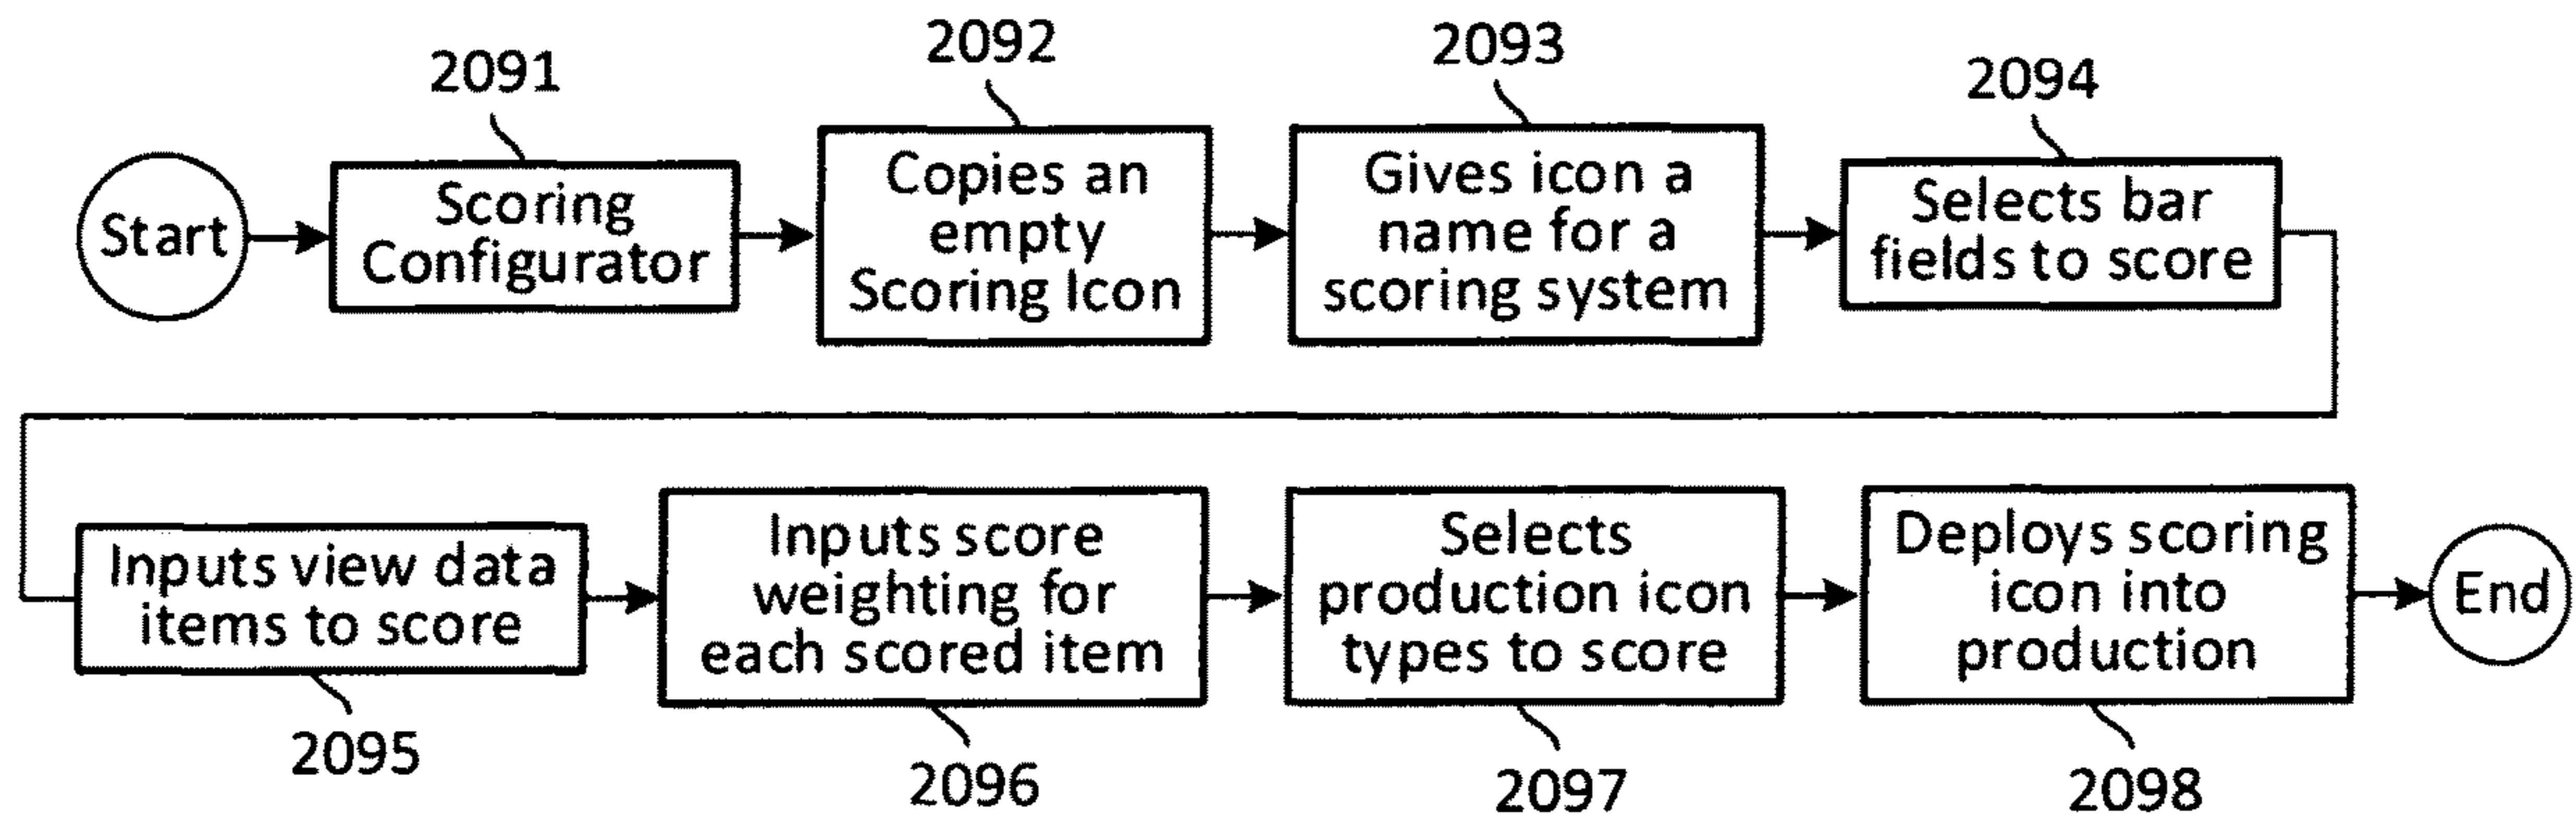 2091
2092
2093
2094
Start
Scoring
Configurator
Copies an
empty
Scoring Icon
Gives icon a
name for a
scoring system
Selects bar
fields to score
Inputs view data
items to score
Inputs score
weighting for
each scored item
Selects
production icon
types to score
Deploys scoring
icon into
production
End
2095
2096
2097
2098